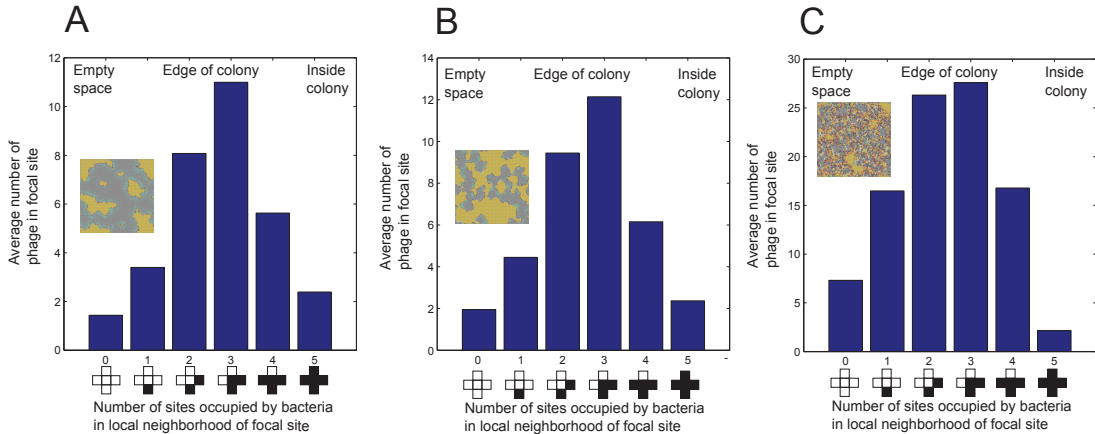 A
Average number of
phage in focal site
12
10
8
6
4
2
0
Empty
space
Edge of colony
Inside
colony
0 1 2 3 4 5
Number of sites occupied by bacteria
in local neighborhood of focal site
B
Average number of
phage in focal site
14
12
10
8
6
4
2
0
Empty
space
Edge of colony
Inside
colony
0 1 2 3 4 5 -
Number of sites occupied by bacteria
in local neighborhood of focal site
C
Average number of
phage in focal site
30
25
20
15
10
5
0
Empty
space
Edge of colony
Inside
colony
0 1 2 3 4 5
Number of sites occupied by bacteria
in local neighborhood of focal site